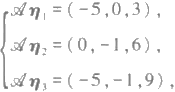 𝒜η₁ = (-5, 0, 3),
𝒜η₂ = (0, -1, 6),
𝒜η₃ = (-5, -1, 9),